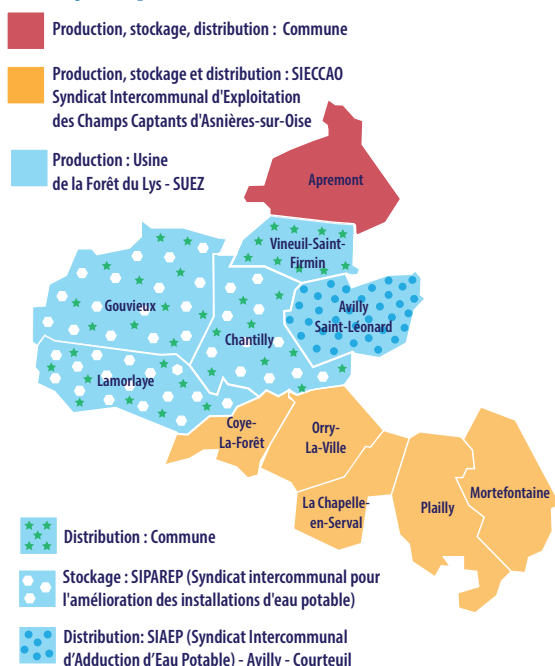 Production, stockage, distribution : Commune
Production, stockage et distribution : SIECCAO
Syndicat Intercommunal d'Exploitation
des Champs Captants d'Asnières-sur-Oise
Production : Usine
de la Forêt du Lys - SUEZ
Apremont
Vineuil-Saint-
Firmin
Gouvieux
Avilly
Saint-Léonard
Chantilly
Lamorlaye
Coye-
La-Forêt
Orry-
La-Ville
La Chapelle-
en-Serval
Plailly
Mortefontaine
Distribution : Commune
Stockage : SIPAREP (Syndicat intercommunal pour
l'amélioration des installations d'eau potable)
Distribution: SIAEP (Syndicat Intercommunal
d'Adduction d'Eau Potable) - Avilly - Courteuil